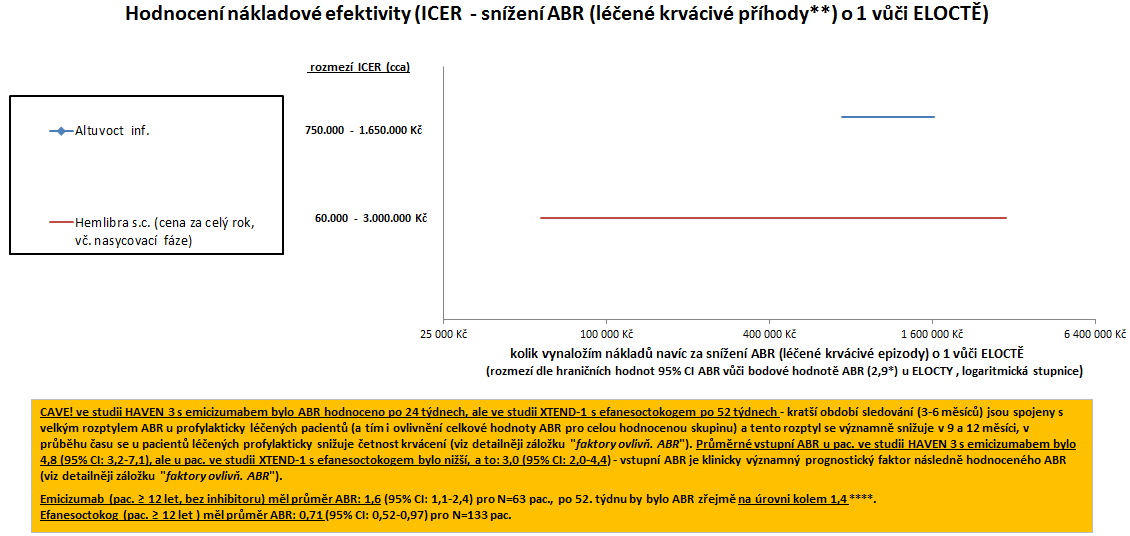 Hodnocení nákladové efektivity (ICER - snížení ABR (léčené krvácivé příhody**) o 1 vůči ELOCTĚ)
rozmezí ICER (cca)
Altuvoct inf.
750.000 - 1.650.000 Kč
Hemlibra s.c. (cena za celý rok,
vč. nasycovací fáze)
60.000 - 3.000.000 Kč
25 000 Kč 100 000 Kč 400 000 Kč 1 600 000 Kč 6 400 000 Kč
kolik vynaložím nákladů navíc za snížení ABR (léčené krvácivé epizody) o 1 vůči ELOCTĚ
(rozmezí dle hraničních hodnot 95% CI ABR vůči bodové hodnotě ABR (2,9*) u ELOCTY , logaritmická stupnice)
CAVE! ve studii HAVEN 3 s emicizumabem bylo ABR hodnoceno po 24 týdnech, ale ve studii XTEND-1 s efanesoctokogem po 52 týdnech - kratší období sledování (3-6 měsíců) jsou spojeny s
velkým rozptylem ABR u profylakticky léčených pacientů (a tím i ovlivnění celkové hodnoty ABR pro celou hodnocenou skupinu) a tento rozptyl se významně snižuje v 9 a 12 měsíci, v
průběhu času se u pacientů léčených profylakticky snižuje četnost krvácení (viz detailněji záložku "faktory ovlivň. ABR"). Průměrné vstupní ABR u pac. ve studii HAVEN 3 s emicizumabem bylo
4,8 (95% CI: 3,2-7,1), ale u pac. ve studii XTEND-1 s efanesoctokogem bylo nižší, a to: 3,0 (95% CI: 2,0-4,4) - vstupní ABR je klinicky významný prognostický faktor následně hodnoceného ABR
(viz detailněji záložku "faktory ovlivň. ABR").
Emicizumab (pac. ≥ 12 let, bez inhibitoru) měl průměr ABR: 1,6 (95% CI: 1,1-2,4) pro N=63 pac., po 52. týdnu by bylo ABR zřejmě na úrovni kolem 1,4 ****.
Efanesoctokog (pac. ≥ 12 let ) měl průměr ABR: 0,71 (95% CI: 0,52-0,97) pro N=133 pac.